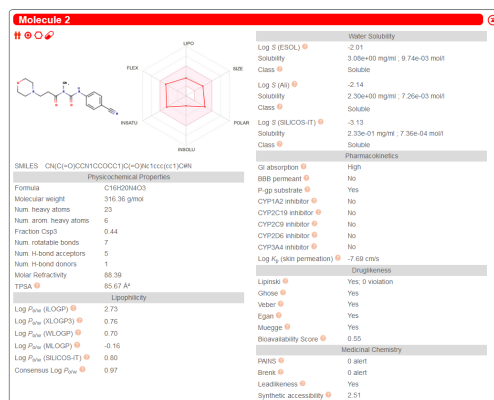 Molecule 2
LIPO
FLEX
SIZE
INSATU
POLAR
INSOLU
SMILES CN(C(=O)CCN1CCOCC1)C(=O)Nc1ccc(cc1)C#N
Physicochemical Properties
Formula C16H20N4O3
Molecular weight 316.36 g/mol
Num. heavy atoms 23
Num. arom. heavy atoms 6
Fraction Csp3 0.44
Num. rotatable bonds 7
Num. H-bond acceptors 5
Num. H-bond donors 1
Molar Refractivity 88.39
TPSA 85.67 Å²
Lipophilicity
Log Po/w (iLOGP) 2.73
Log Po/w (XLOGP3) 0.76
Log Po/w (WLOGP) 0.70
Log Po/w (MLOGP) -0.16
Log Po/w (SILICOS-IT) 0.80
Consensus Log Po/w 0.97
Water Solubility
Log S (ESOL) -2.01
Solubility 3.08e+00 mg/ml ; 9.74e-03 mol/l
Class Soluble
Log S (Ali) -2.14
Solubility 2.30e+00 mg/ml ; 7.26e-03 mol/l
Class Soluble
Log S (SILICOS-IT) -3.13
Solubility 2.33e-01 mg/ml ; 7.36e-04 mol/l
Class Soluble
Pharmacokinetics
GI absorption High
BBB permeant No
P-gp substrate Yes
CYP1A2 inhibitor No
CYP2C19 inhibitor No
CYP2C9 inhibitor No
CYP2D6 inhibitor No
CYP3A4 inhibitor No
Log Kp (skin permeation) -7.69 cm/s
Druglikeness
Lipinski Yes; 0 violation
Ghose Yes
Veber Yes
Egan Yes
Muegge Yes
Bioavailability Score 0.55
Medicinal Chemistry
PAINS 0 alert
Brenk 0 alert
Leadlikeness Yes
Synthetic accessibility 2.51